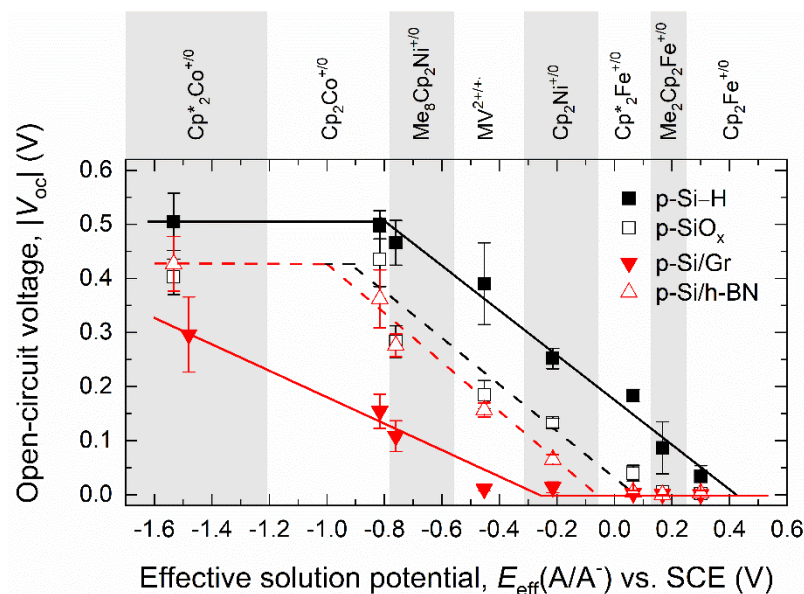 Cp*2Co+/0
Cp2Co+/0
Me8Cp2Ni+/0
MV2+/+.
Cp2Ni+/0
Cp*2Fe+/0
Me2Cp2Fe+/0
Cp2Fe+/0
Open-circuit voltage, |Voc| (V)
0.6
0.5
0.4
0.3
0.2
0.1
0.0
p-Si–H
p-SiOx
p-Si/Gr
p-Si/h-BN
-1.6 -1.4 -1.2 -1.0 -0.8 -0.6 -0.4 -0.2 0.0 0.2 0.4 0.6
Effective solution potential, Eeff(A/A-) vs. SCE (V)